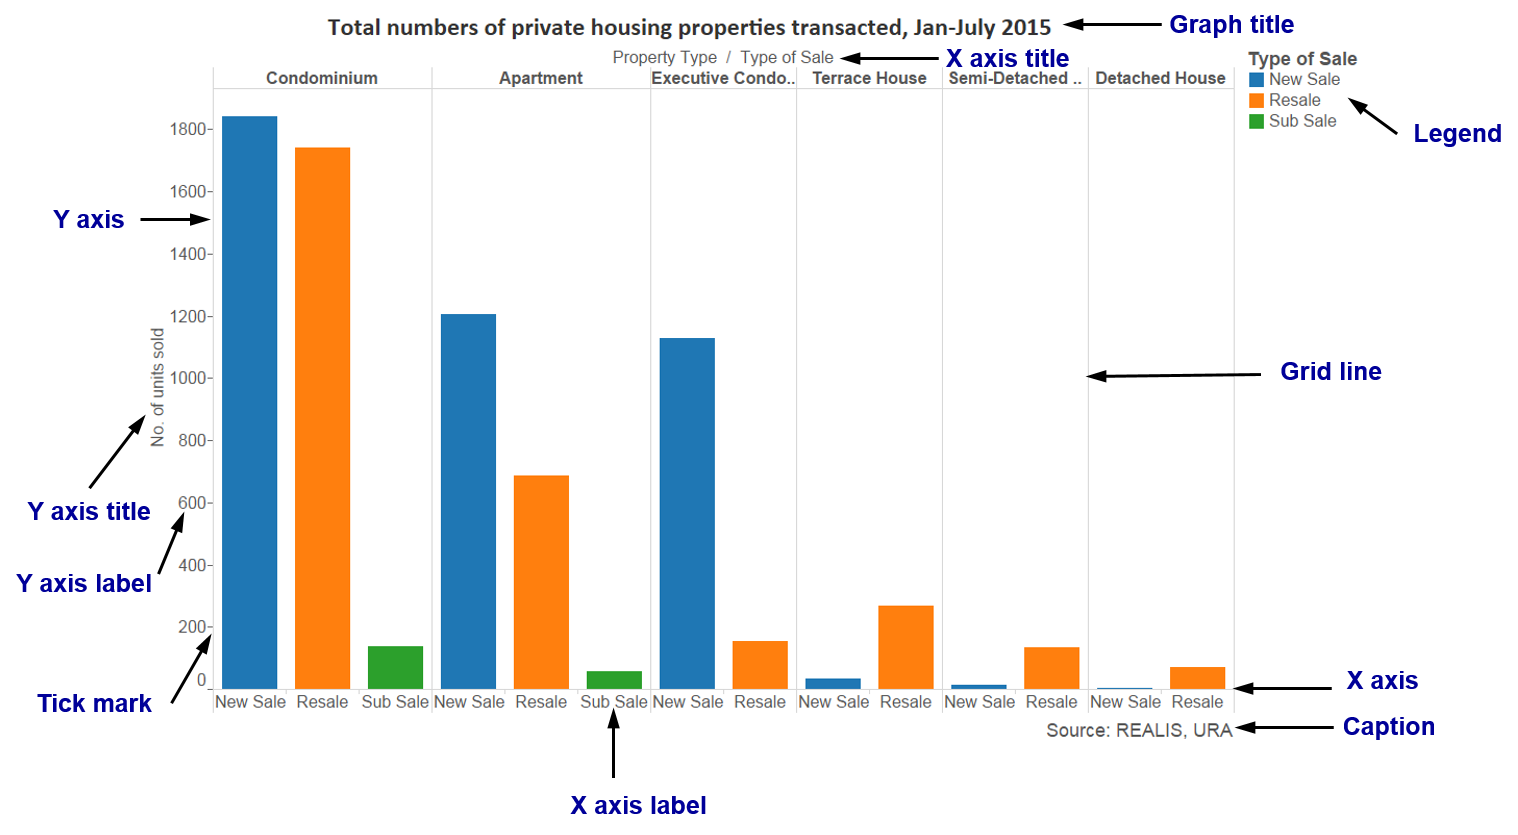 Total numbers of private housing properties transacted, Jan-July 2015
Graph title
Property Type / Type of Sale
X axis title
Condominium
Apartment
Executive Condo..
Terrace House
Semi-Detached ..
Detached House
Type of Sale
New Sale
Resale
Sub Sale
Legend
1800
1600
1400
1200
1000
800
600
400
200
0
Y axis
No. of units sold
Grid line
Y axis title
Y axis label
Tick mark
X axis
New Sale Resale Sub Sale New Sale Resale Sub Sale New Sale Resale New Sale Resale New Sale Resale New Sale Resale
Source: REALIS, URA
Caption
X axis label